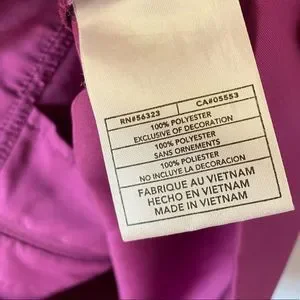 RN#56323 CA#05553
100% POLYESTER
EXCLUSIVE OF DECORATION
100% POLYESTER
SANS ORNEMENTS
100% POLYESTER
NO INCLUYE LA DECORACION
FABRIQUE AU VIETNAM
HECHO EN VIETNAM
MADE IN VIETNAM